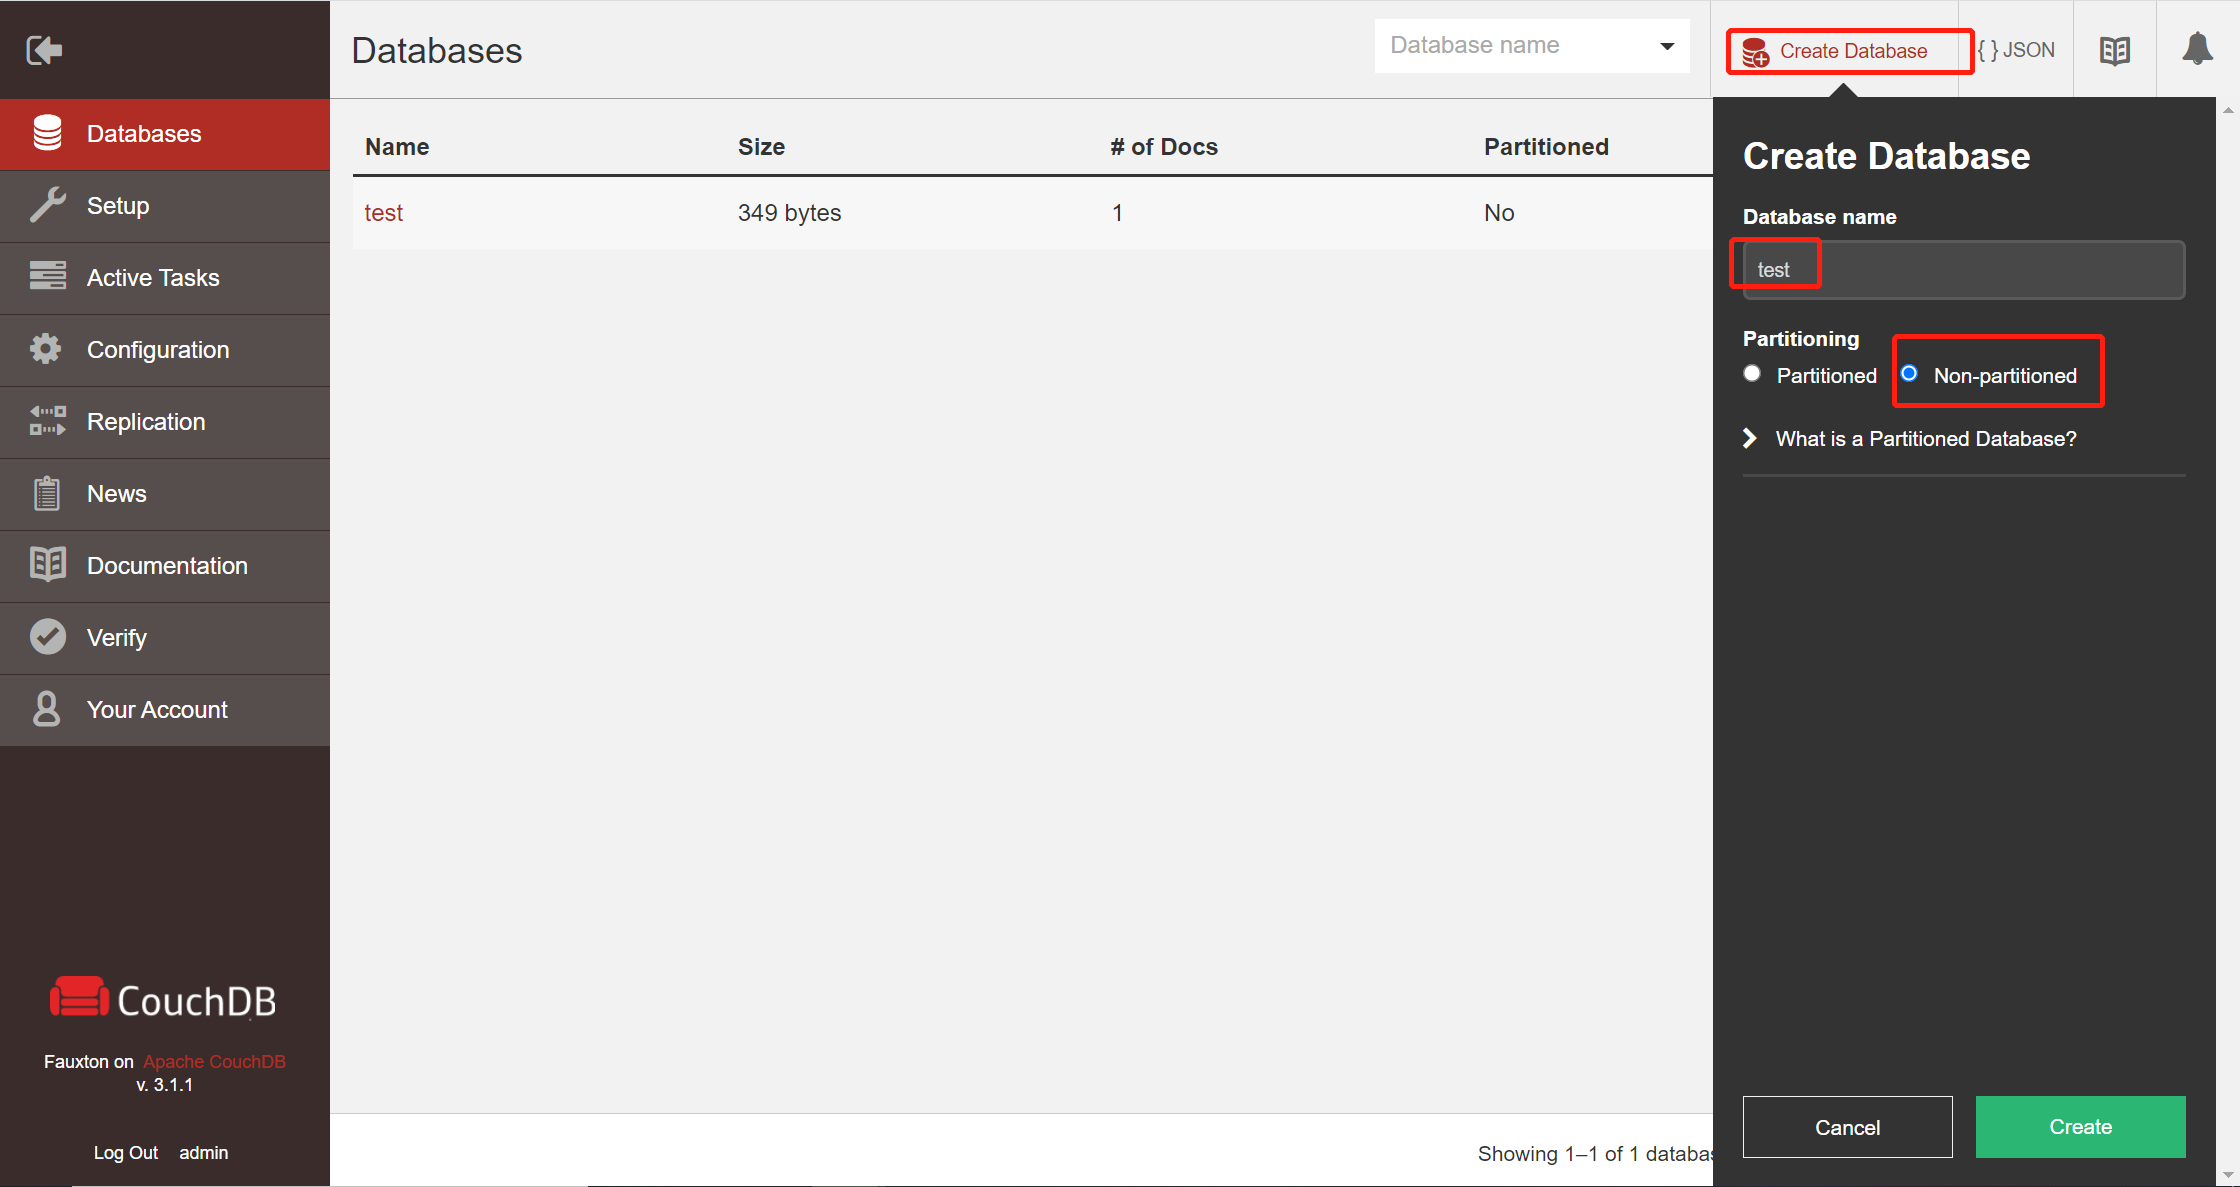 Databases
Database name
Create Database
{ } JSON
Databases
Setup
Active Tasks
Configuration
Replication
News
Documentation
Verify
Your Account
CouchDB
Fauxton on Apache CouchDB
v. 3.1.1
Log Out admin
Name Size # of Docs Partitioned
test 349 bytes 1 No
Showing 1–1 of 1 databas
Create Database
Database name
test
Partitioning
Partitioned Non-partitioned
What is a Partitioned Database?
Cancel Create